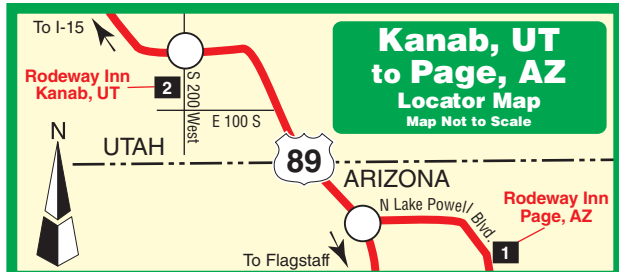 To I-15
Kanab, UT
to Page, AZ
Locator Map
Map Not to Scale
Rodeway Inn
Kanab, UT
2
S 200 West
E 100 S
N
UTAH
89
ARIZONA
N Lake Powell Blvd.
Rodeway Inn
Page, AZ
1
To Flagstaff